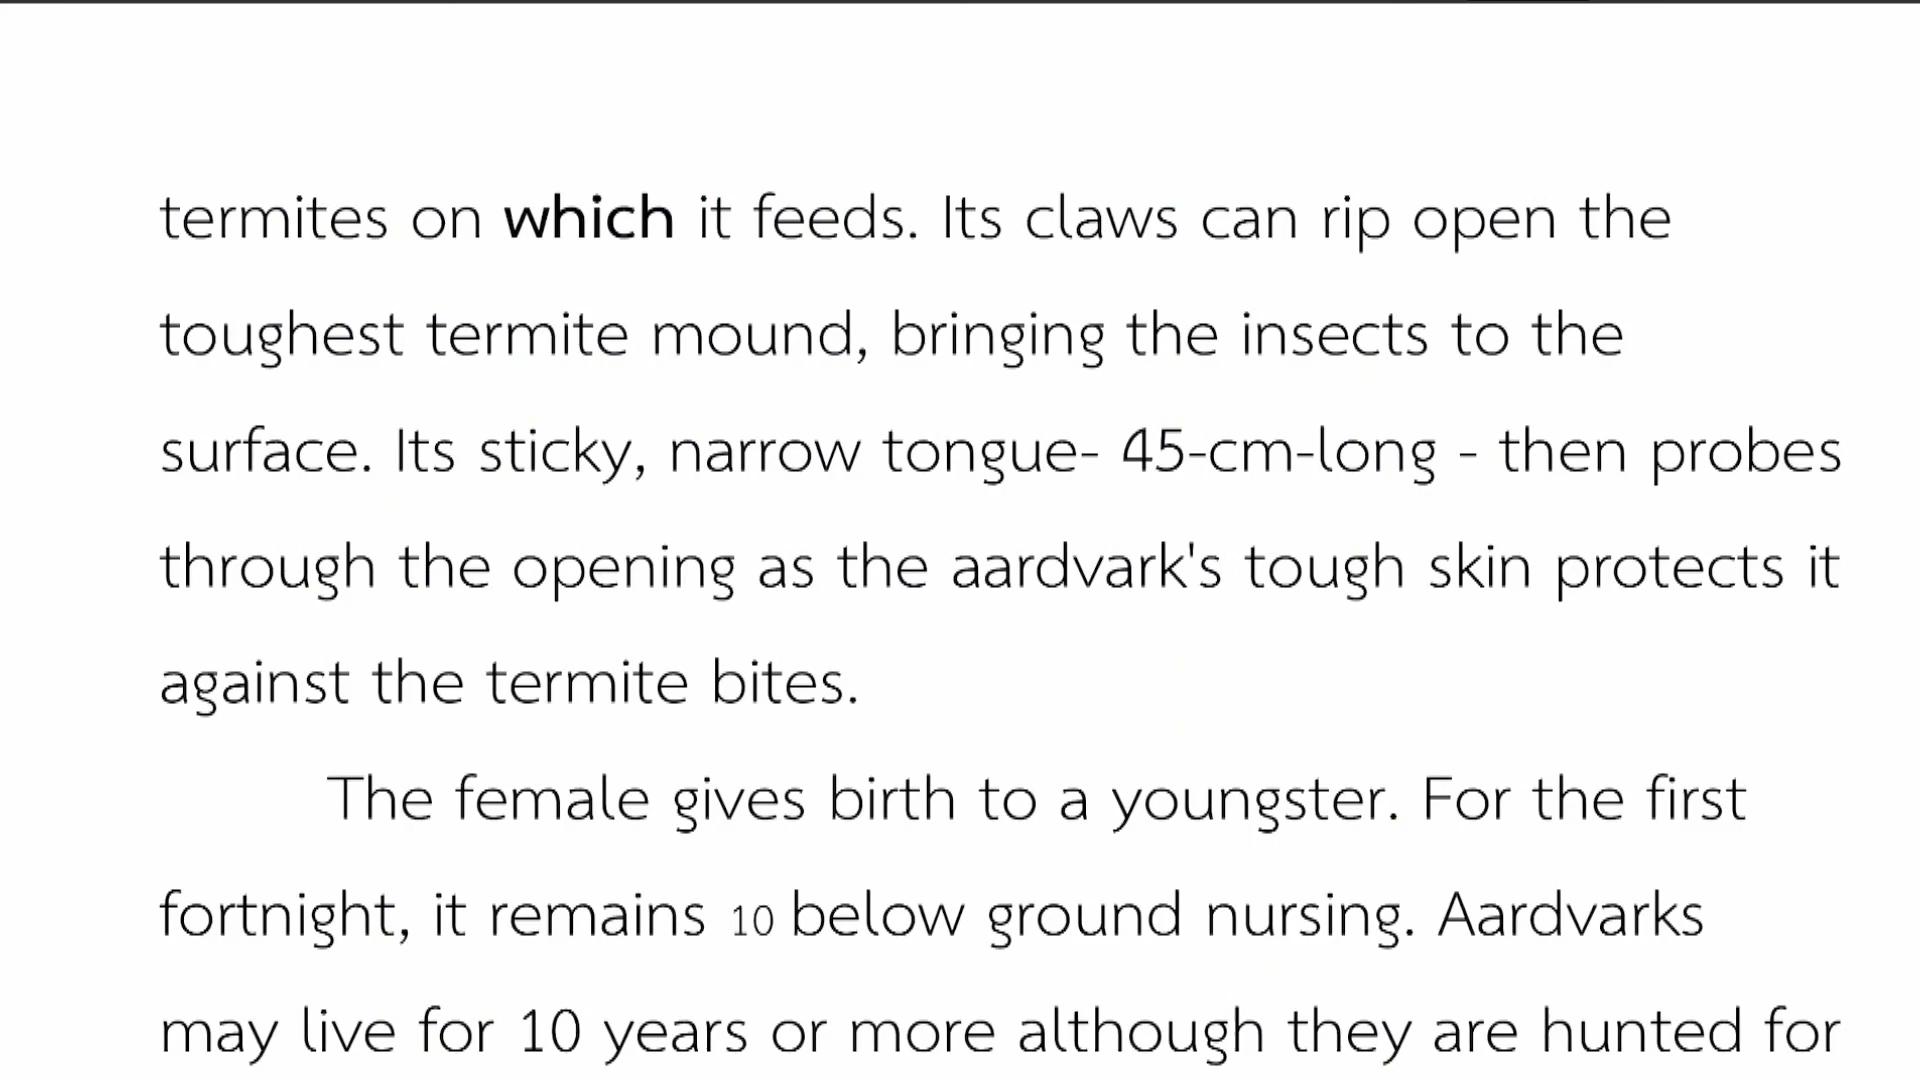 termites on which it feeds. Its claws can rip open the
toughest termite mound, bringing the insects to the
surface. Its sticky, narrow tongue- 45-cm-long - then probes
through the opening as the aardvark's tough skin protects it
against the termite bites.
The female gives birth to a youngster. For the first
fortnight, it remains 10 below ground nursing. Aardvarks
may live for 10 years or more although they are hunted for